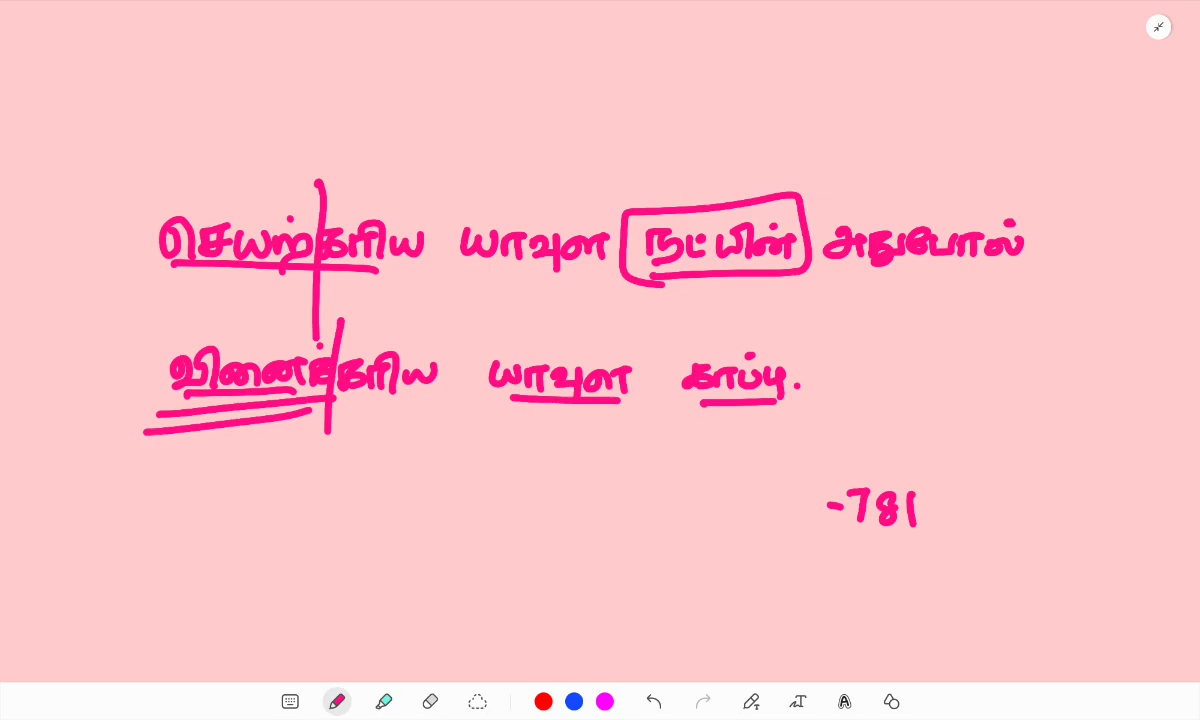 செயற்கரிய யாவுள நட்பின் அதுபோல்
வினைக்கரிய யாவுள காப்பு.
-781